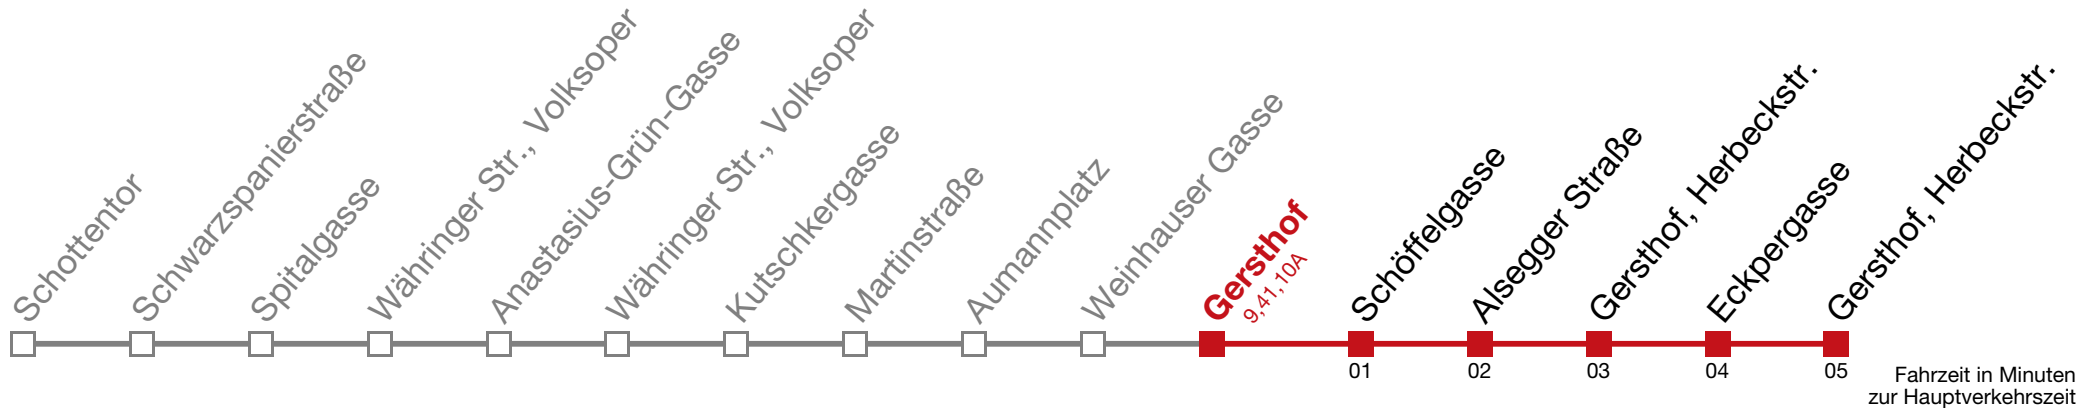 Schottentor
Schwarzspanierstraße
Spitalgasse
Währinger Str., Volksoper
Anastasius-Grün-Gasse
Währinger Str., Volksoper
Kutschkergasse
Martinstraße
Aumannplatz
Weinhauser Gasse
Gersthof
9,41,10A
Schöffelgasse
Alsegger Straße
Gersthof, Herbeckstr.
Eckpergasse
Gersthof, Herbeckstr.
01
02
03
04
05
Fahrzeit in Minuten
zur Hauptverkehrszeit